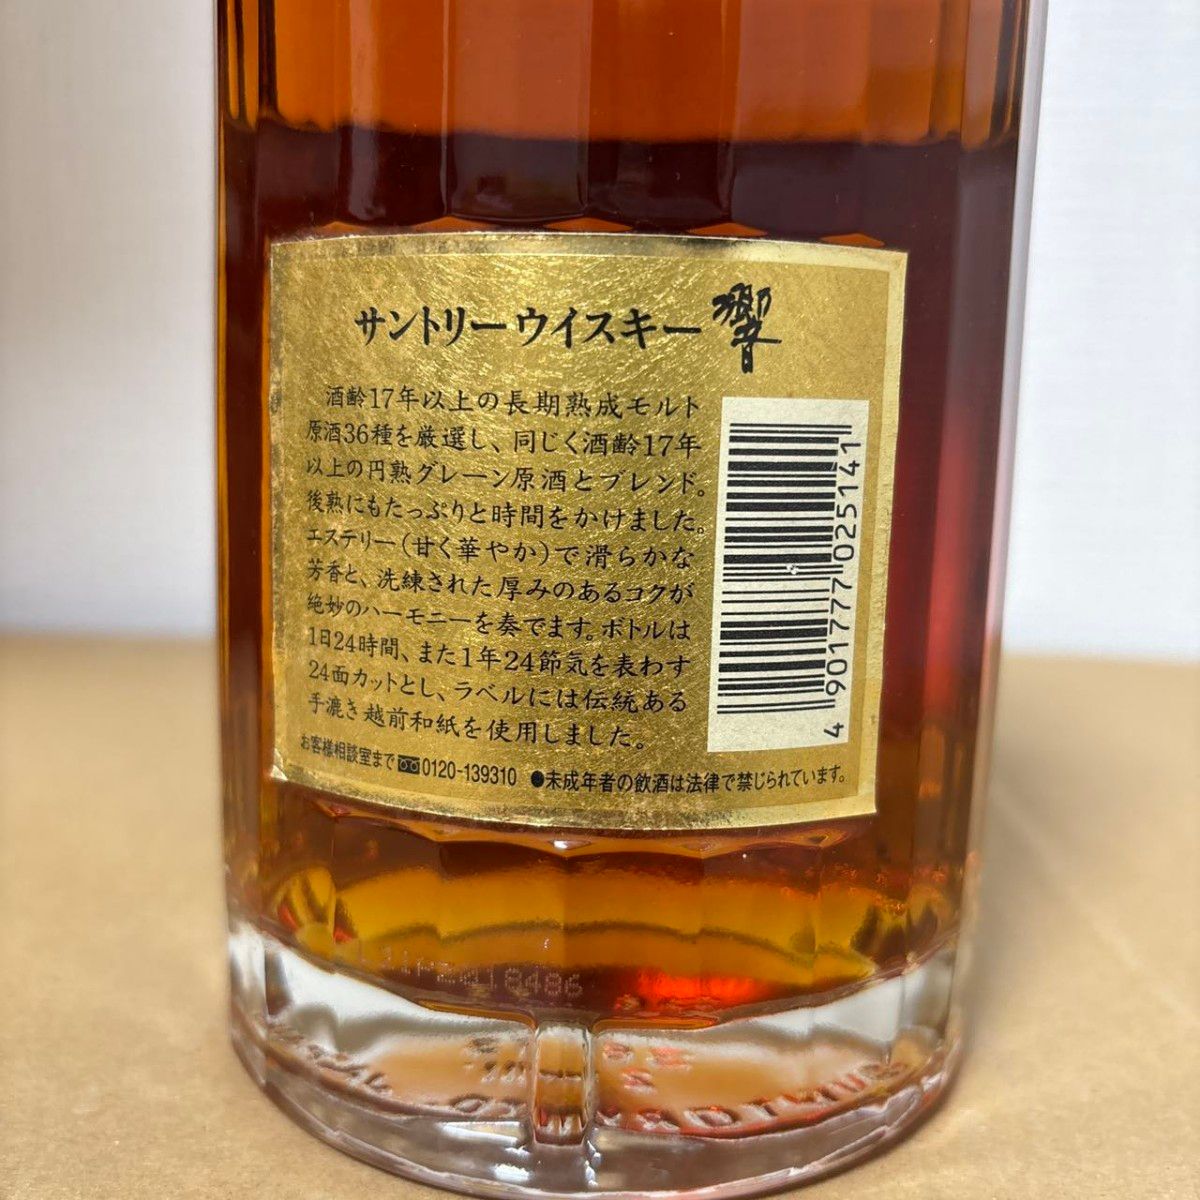 サントリーウイスキー 響
酒齢17年以上の長期熟成モルト
原酒36種を厳選し、同じく酒齢17年
以上の円熟グレーン原酒とブレンド。
後熟にもたっぷりと時間をかけました。
エステリー(甘く華やか)で滑らかな
芳香と、洗練された厚みのあるコクが
絶妙のハーモニーを奏でます。ボトルは
1日24時間、また1年24節気を表わす
24面カットとし、ラベルには伝統ある
手漉き越前和紙を使用しました。
お客様相談室まで 0120-139310 ●未成年者の飲酒は法律で禁じられています。
4 901777 025141